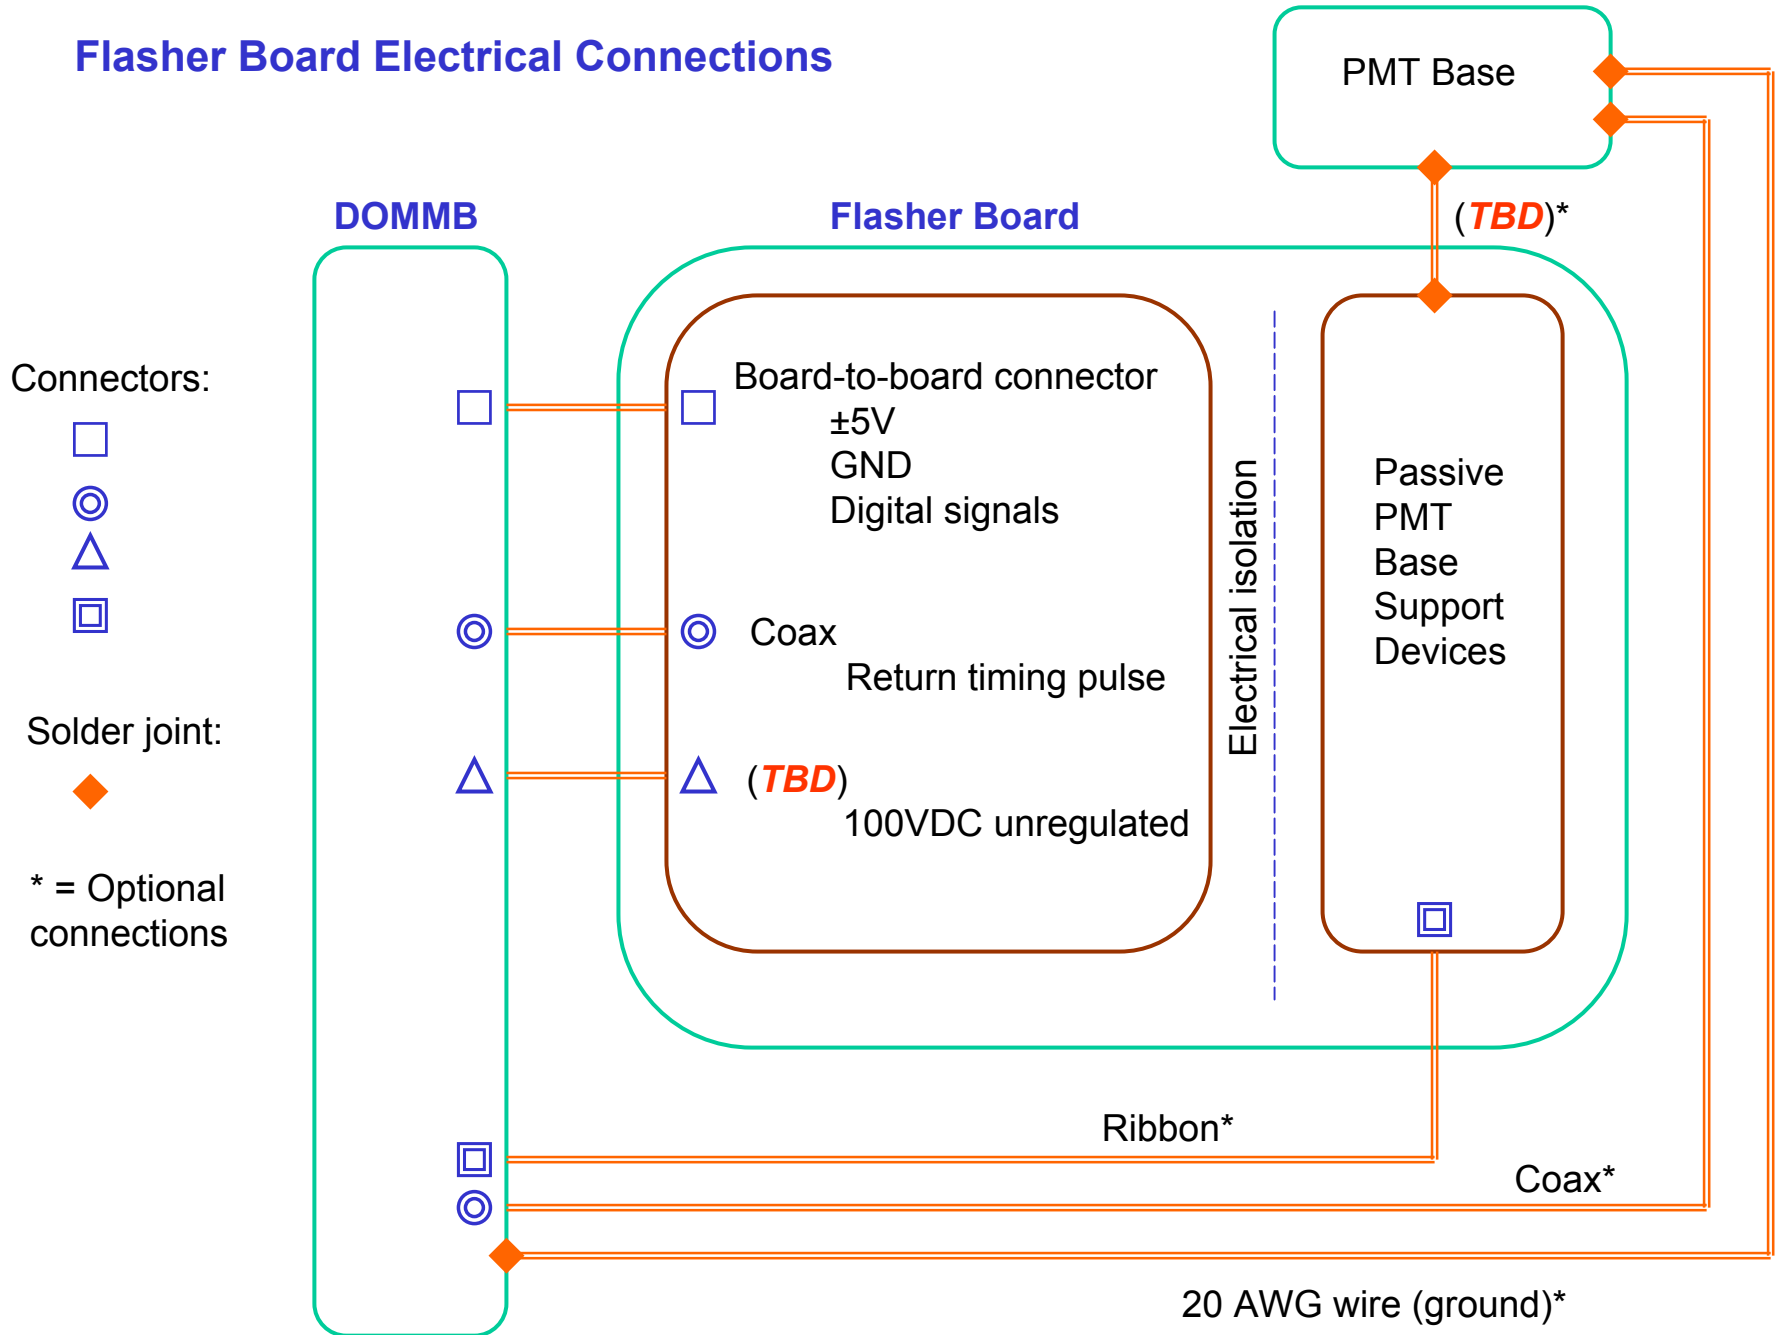 Flasher Board Electrical Connections
PMT Base
DOMMB
Flasher Board
(TBD)*
Connectors:
Board-to-board connector
±5V
GND
Digital signals
Coax
Return timing pulse
(TBD)
100VDC unregulated
Electrical isolation
Passive
PMT
Base
Support
Devices
Solder joint:
* = Optional
connections
Ribbon*
Coax*
20 AWG wire (ground)*